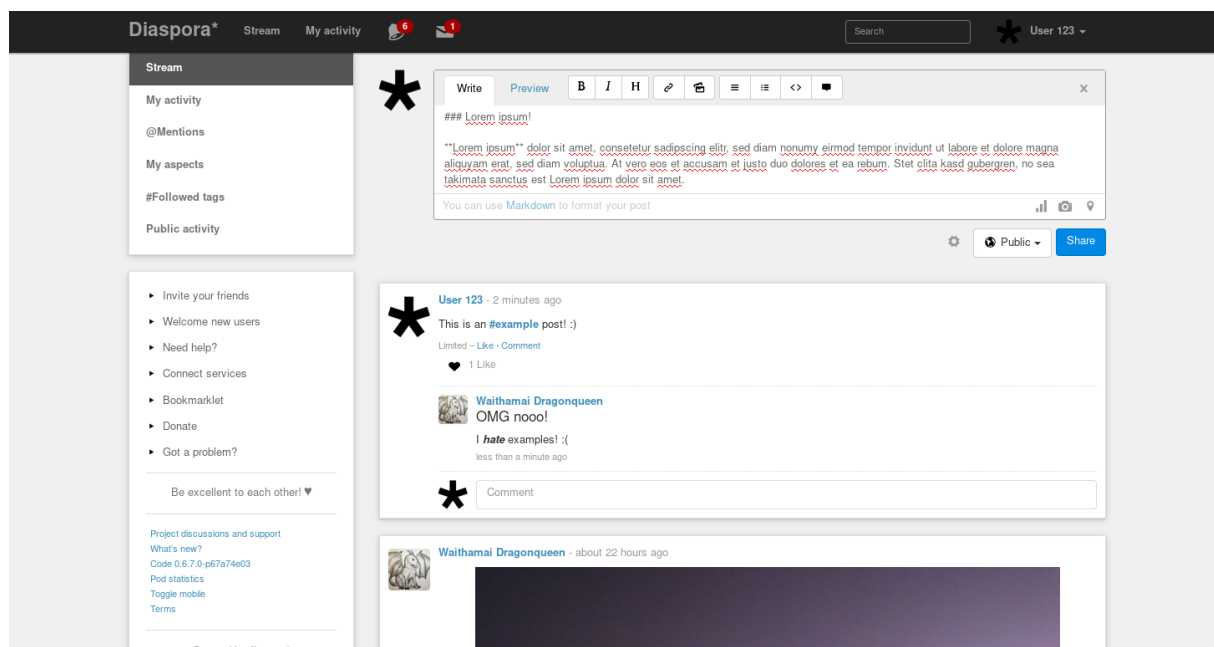 Diaspora* Stream My activity 6 1 Search User 123
Stream
My activity
@Mentions
My aspects
#Followed tags
Public activity
Invite your friends
Welcome new users
Need help?
Connect services
Bookmarklet
Donate
Got a problem?
Be excellent to each other! ♥
Project discussions and support
What's new?
Code 0.6.7.0-p67a74e03
Pod statistics
Toggle mobile
Terms
Write Preview B I H <> ×
### Lorem ipsum!
**Lorem ipsum** dolor sit amet, consetetur sadipscing elitr, sed diam nonumy eirmod tempor invidunt ut labore et dolore magna
aliquyam erat, sed diam voluptua. At vero eos et accusam et justo duo dolores et ea rebum. Stet clita kasd gubergren, no sea
takimata sanctus est Lorem ipsum dolor sit amet.
You can use Markdown to format your post
Public Share
User 123 - 2 minutes ago
This is an #example post! :)
Limited – Like · Comment
1 Like
Waithamai Dragonqueen
OMG nooo!
I hate examples! :(
less than a minute ago
Comment
Waithamai Dragonqueen - about 22 hours ago